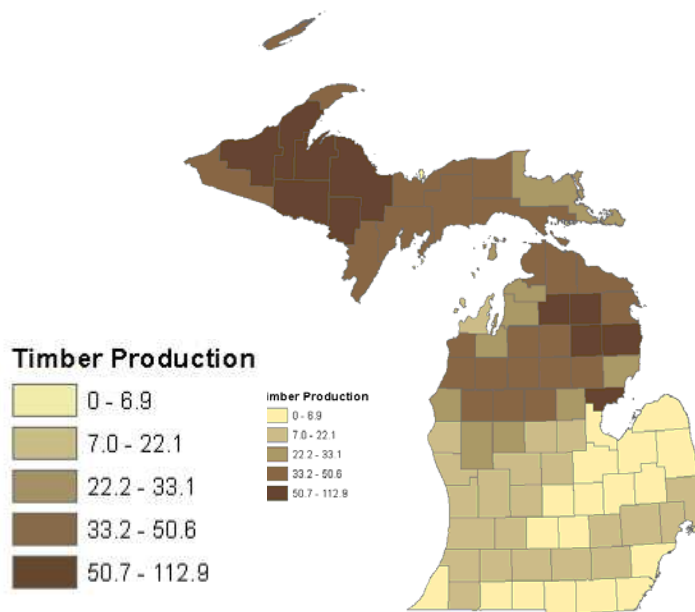 Timber Production
0 - 6.9
7.0 - 22.1
22.2 - 33.1
33.2 - 50.6
50.7 - 112.9
imber Production
0 - 6.9
7.0 - 22.1
22.2 - 33.1
33.2 - 50.6
50.7 - 112.9